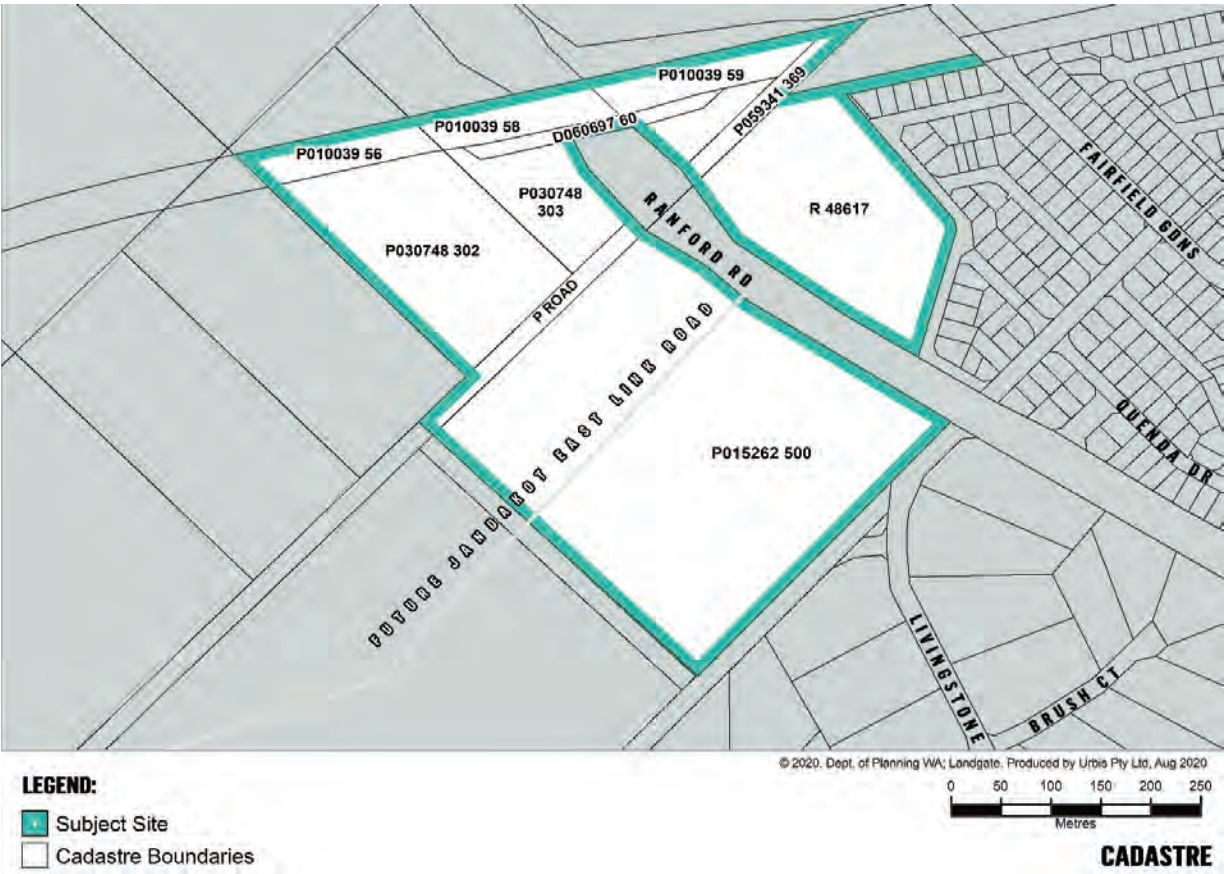 P010039 59
P059341 369
P010039 58
D060697 60
P010039 56
FAIRFIELD GDNS
P030748
303
RANFORD RD
R 48617
P030748 302
P ROAD
FUTURE JANDAKOT EAST LINK ROAD
QUENDA DR
P015262 500
LIVINGSTONE
BRUSH CT
© 2020. Dept. of Planning WA; Landgate. Produced by Urbis Pty Ltd, Aug 2020
LEGEND:
Subject Site
Cadastre Boundaries
0 50 100 150 200 250
Metres
CADASTRE